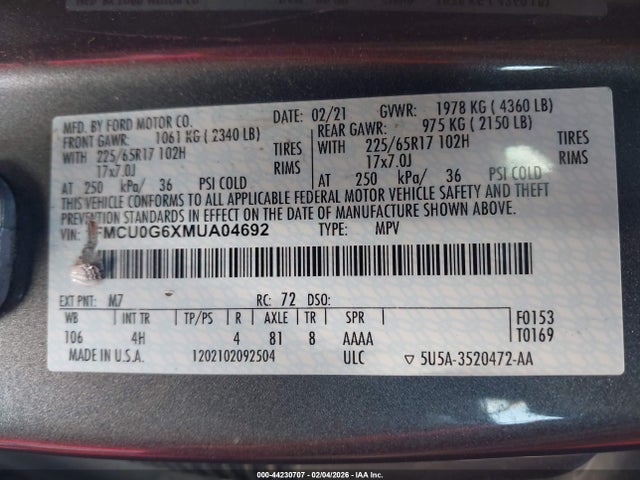 MFD. BY FORD MOTOR CO. DATE: 02/21 GVWR: 1978 KG ( 4360 LB)
FRONT GAWR: 1061 KG ( 2340 LB) REAR GAWR: 975 KG ( 2150 LB)
WITH 225/65R17 102H TIRES WITH 225/65R17 102H TIRES
17x7.0J RIMS 17x7.0J RIMS
AT 250 kPa/ 36 PSI COLD AT 250 kPa/ 36 PSI COLD
THIS VEHICLE CONFORMS TO ALL APPLICABLE FEDERAL MOTOR VEHICLE SAFETY AND THEFT
PREVENTION STANDARDS IN EFFECT ON THE DATE OF MANUFACTURE SHOWN ABOVE.
VIN: FMCU0G6XMUA04692 TYPE: MPV
EXT PNT: M7 RC: 72 DSO:
WB INT TR TP/PS R AXLE TR SPR F0153
106 4H 4 81 8 AAAA T0169
MADE IN U.S.A. 1202102092504 ULC ▽ 5U5A-3520472-AA
000-44230707 - 02/04/2026 - IAA Inc.